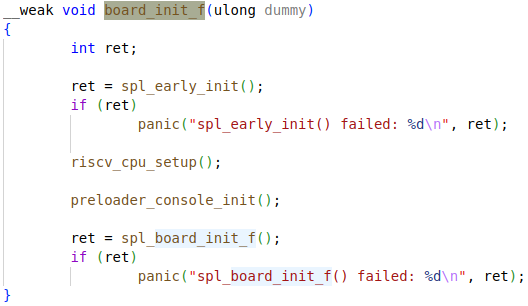 __weak void board_init_f(ulong dummy)
{
        int ret;

        ret = spl_early_init();
        if (ret)
                panic("spl_early_init() failed: %d\n", ret);

        riscv_cpu_setup();

        preloader_console_init();

        ret = spl_board_init_f();
        if (ret)
                panic("spl_board_init_f() failed: %d\n", ret);
}